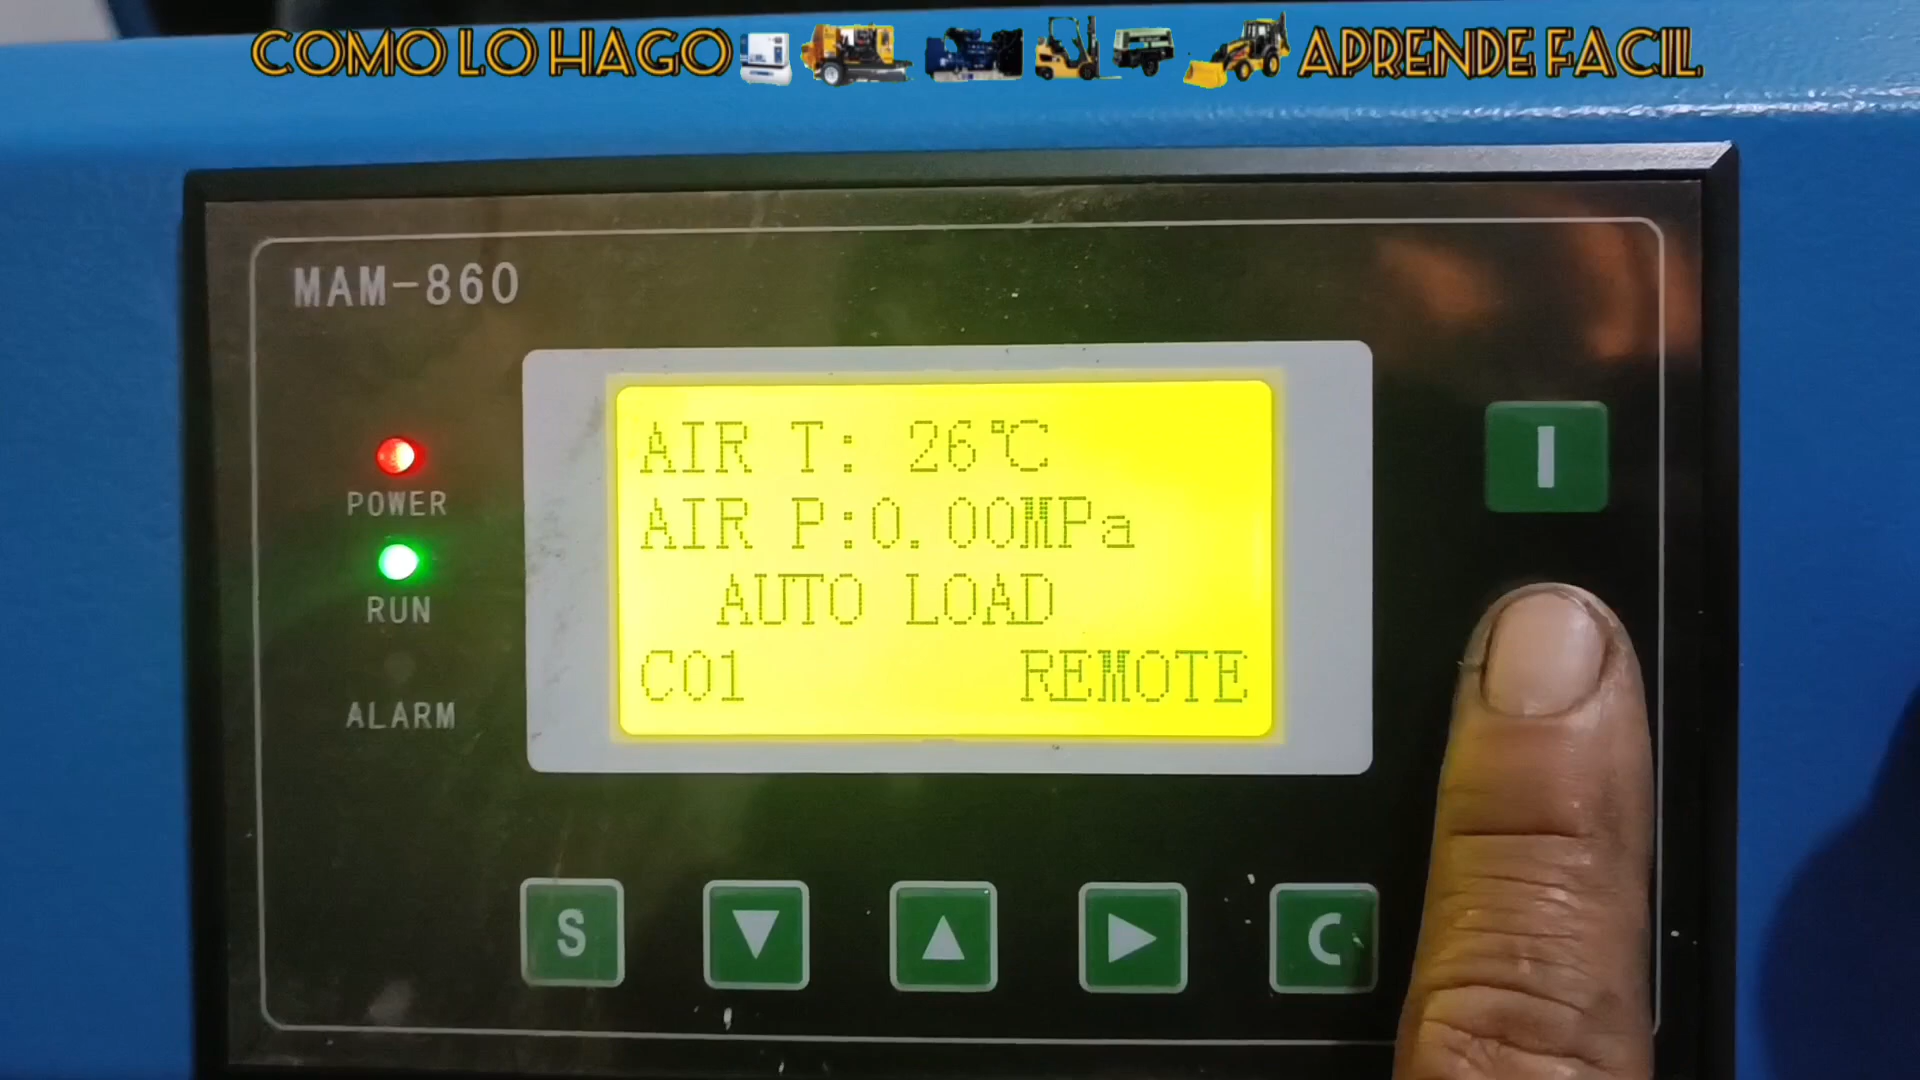 COMO LO HAGO APRENDE FACIL
MAM-860
AIR T: 26℃
AIR P:0.00MPa
AUTO LOAD
C01 REMOTE
POWER
RUN
ALARM
I
S
C